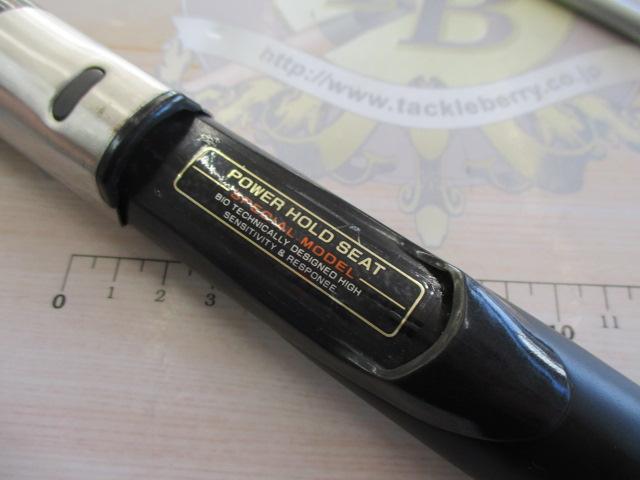 B
http://www.tackleberry.co.jp
POWER HOLD SEAT
SPECIAL MODEL
BIO TECHNICALLY DESIGNED HIGH
SENSITIVITY & RESPONSE
0 1 2 3 10 11